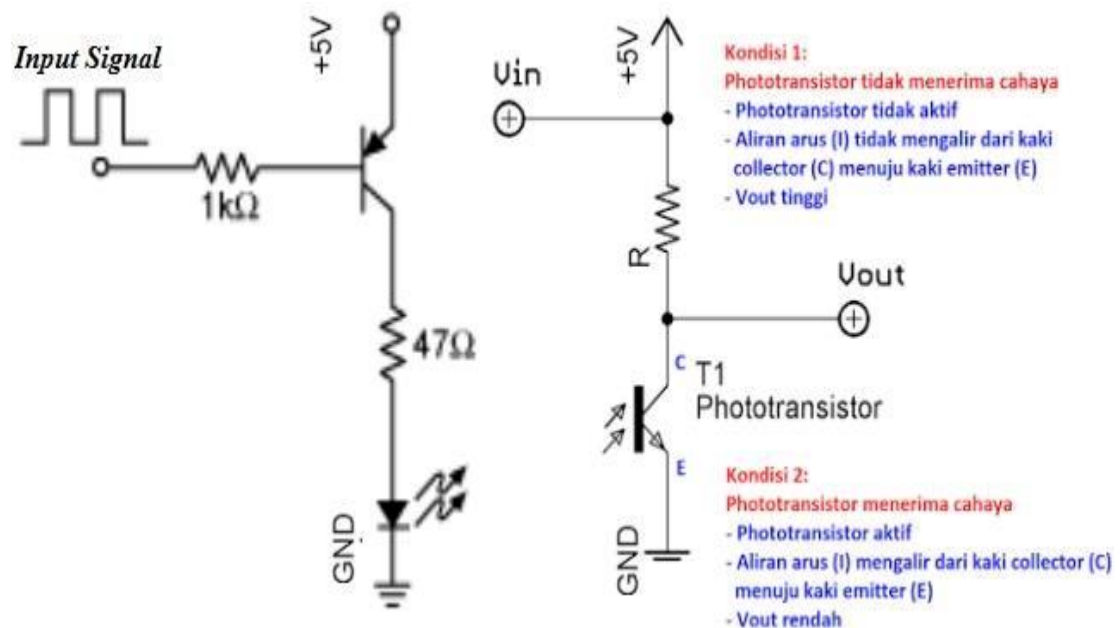 Input Signal
+5V
1kΩ
47Ω
GND
Vin
+5V
R
Vout
C
T1
Phototransistor
E
GND
Kondisi 1:
Phototransistor tidak menerima cahaya
- Phototransistor tidak aktif
- Aliran arus (I) tidak mengalir dari kaki
collector (C) menuju kaki emitter (E)
- Vout tinggi
Kondisi 2:
Phototransistor menerima cahaya
- Phototransistor aktif
- Aliran arus (I) mengalir dari kaki collector (C)
menuju kaki emitter (E)
- Vout rendah